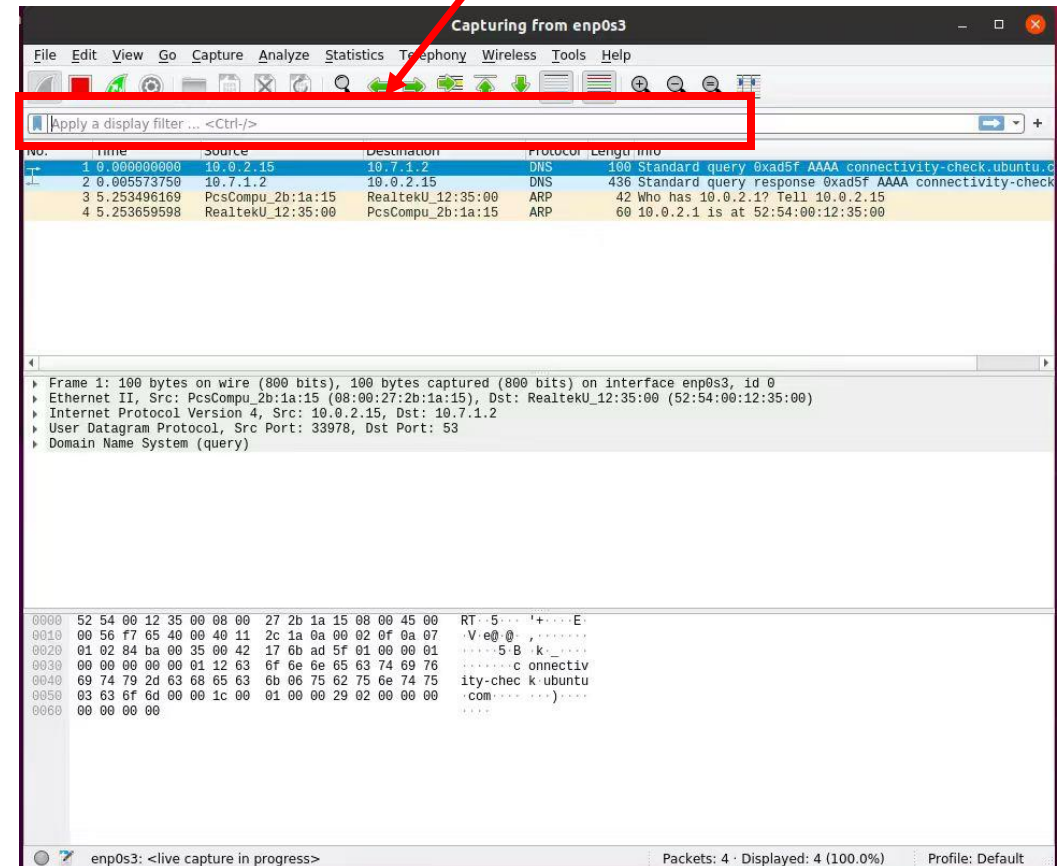 Capturing from enp0s3
File Edit View Go Capture Analyze Statistics Telephony Wireless Tools Help
Apply a display filter ... <Ctrl-/>
No. Time Source Destination Protocol Length Info
1 0.000000000 10.0.2.15 10.7.1.2 DNS 100 Standard query 0xad5f AAAA connectivity-check.ubuntu.c
2 0.005573750 10.7.1.2 10.0.2.15 DNS 436 Standard query response 0xad5f AAAA connectivity-check
3 5.253496169 PcsCompu_2b:1a:15 RealtekU_12:35:00 ARP 42 Who has 10.0.2.1? Tell 10.0.2.15
4 5.253659598 RealtekU_12:35:00 PcsCompu_2b:1a:15 ARP 60 10.0.2.1 is at 52:54:00:12:35:00
Frame 1: 100 bytes on wire (800 bits), 100 bytes captured (800 bits) on interface enp0s3, id 0
Ethernet II, Src: PcsCompu_2b:1a:15 (08:00:27:2b:1a:15), Dst: RealtekU_12:35:00 (52:54:00:12:35:00)
Internet Protocol Version 4, Src: 10.0.2.15, Dst: 10.7.1.2
User Datagram Protocol, Src Port: 33978, Dst Port: 53
Domain Name System (query)
0000 52 54 00 12 35 00 08 00 27 2b 1a 15 08 00 45 00 RT··5··· '+····E·
0010 00 56 f7 65 40 00 40 11 2c 1a 0a 00 02 0f 0a 07 ·V·e@·@· ,·······
0020 01 02 84 ba 00 35 00 42 17 6b ad 5f 01 00 00 01 ·····5·B ·k·_····
0030 00 00 00 00 00 01 12 63 6f 6e 6e 65 63 74 69 76 ·······c onnectiv
0040 69 74 79 2d 63 68 65 63 6b 06 75 62 75 6e 74 75 ity-chec k·ubuntu
0050 03 63 6f 6d 00 00 1c 00 01 00 00 29 02 00 00 00 ·com···· ···)····
0060 00 00 00 00 ····
enp0s3: <live capture in progress> Packets: 4 · Displayed: 4 (100.0%) Profile: Default